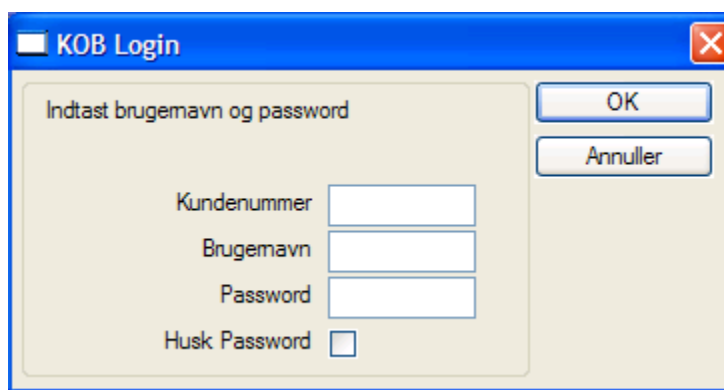 KOB Login
Indtast brugernavn og password
OK
Annuller
Kundenummer
Brugernavn
Password
Husk Password